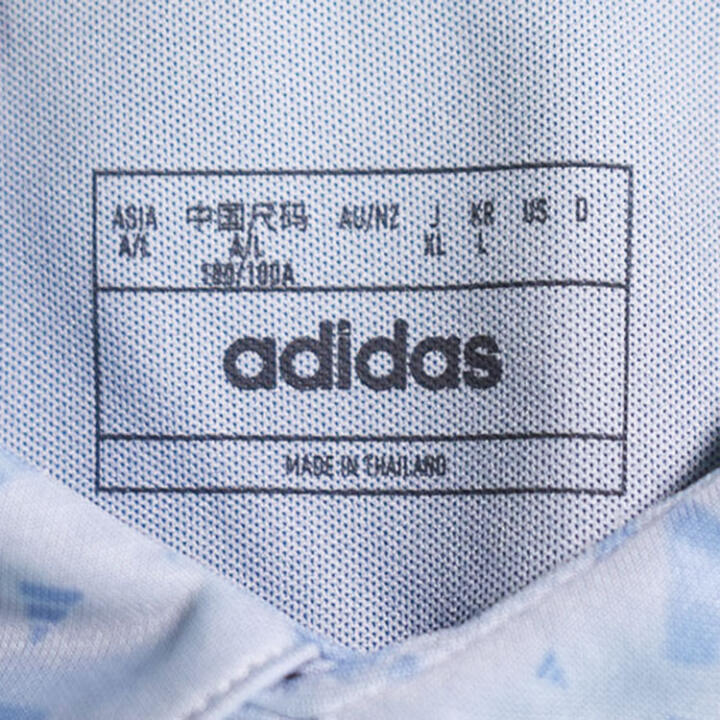 ASIA 中国尺码 AU/NZ J KR US D
A/L A/L XL L
180/100A
adidas
MADE IN THAILAND